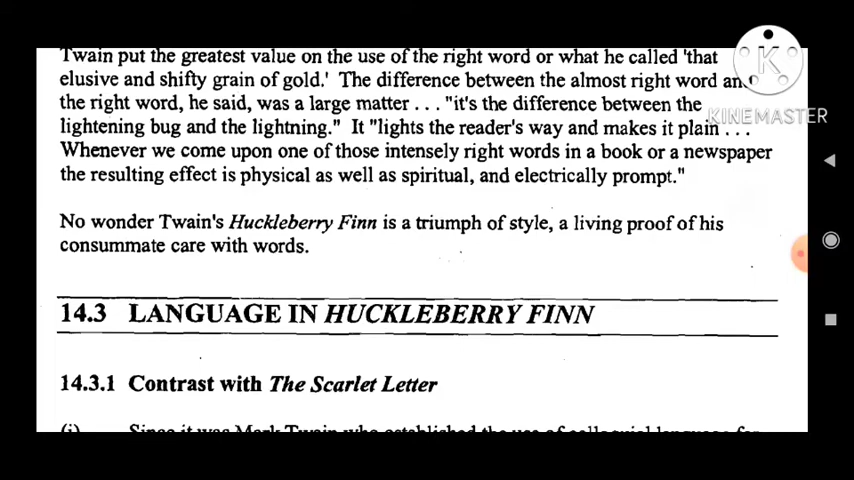 Twain put the greatest value on the use of the right word or what he called 'that
elusive and shifty grain of gold.' The difference between the almost right word and
the right word, he said, was a large matter . . . "it's the difference between the
lightening bug and the lightning." It "lights the reader's way and makes it plain . . .
Whenever we come upon one of those intensely right words in a book or a newspaper
the resulting effect is physical as well as spiritual, and electrically prompt."
No wonder Twain's Huckleberry Finn is a triumph of style, a living proof of his
consummate care with words.
14.3 LANGUAGE IN HUCKLEBERRY FINN
14.3.1 Contrast with The Scarlet Letter
(i) Since it was Mark Twain who established the use of colloquial language for
K
KINEMASTER